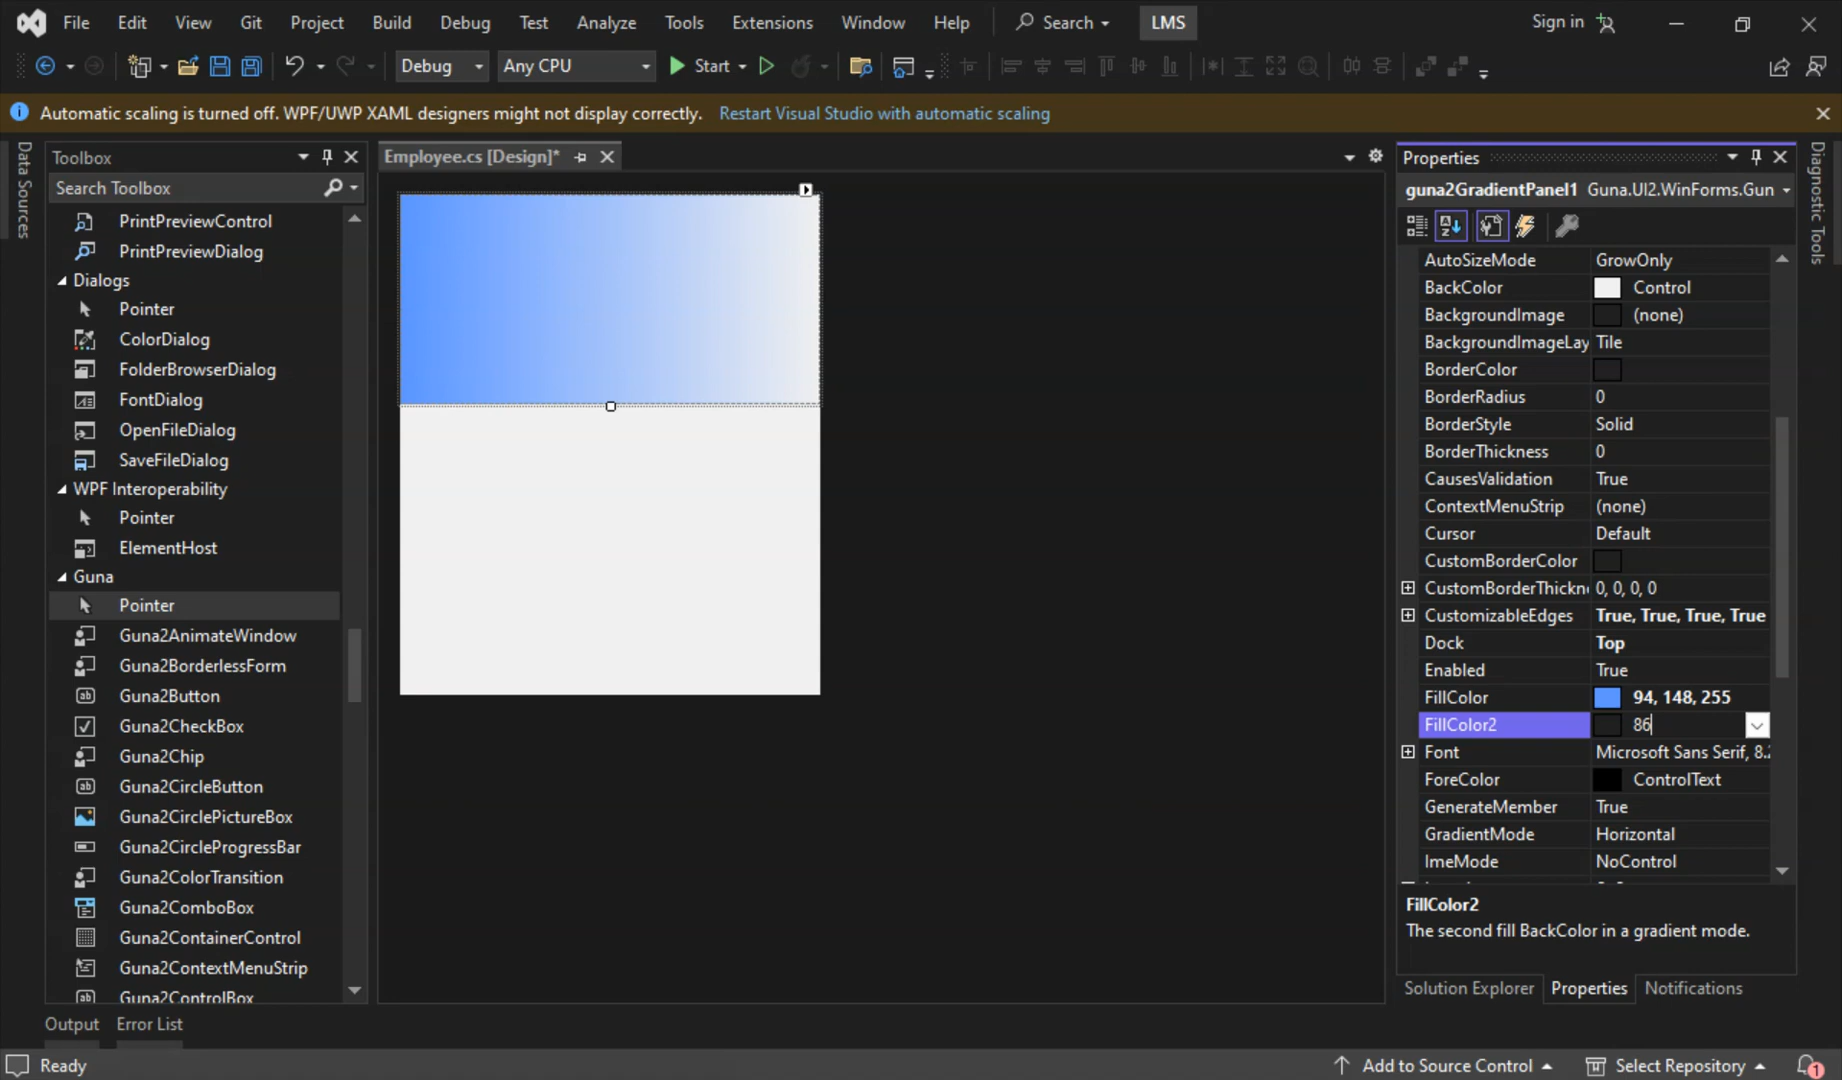 File Edit View Git Project Build Debug Test Analyze Tools Extensions Window Help Search LMS Sign in
Debug Any CPU Start
Automatic scaling is turned off. WPF/UWP XAML designers might not display correctly. Restart Visual Studio with automatic scaling
Data Sources
Toolbox
Search Toolbox
PrintPreviewControl
PrintPreviewDialog
Dialogs
Pointer
ColorDialog
FolderBrowserDialog
FontDialog
OpenFileDialog
SaveFileDialog
WPF Interoperability
Pointer
ElementHost
Guna
Pointer
Guna2AnimateWindow
Guna2BorderlessForm
Guna2Button
Guna2CheckBox
Guna2Chip
Guna2CircleButton
Guna2CirclePictureBox
Guna2CircleProgressBar
Guna2ColorTransition
Guna2ComboBox
Guna2ContainerControl
Guna2ContextMenuStrip
Guna2ControlBox
Employee.cs [Design]*
Properties
guna2GradientPanel1 Guna.UI2.WinForms.Gun
AutoSizeMode GrowOnly
BackColor Control
BackgroundImage (none)
BackgroundImageLay Tile
BorderColor
BorderRadius 0
BorderStyle Solid
BorderThickness 0
CausesValidation True
ContextMenuStrip (none)
Cursor Default
CustomBorderColor
CustomBorderThickn 0, 0, 0, 0
CustomizableEdges True, True, True, True
Dock Top
Enabled True
FillColor 94, 148, 255
FillColor2 86
Font Microsoft Sans Serif, 8.2
ForeColor ControlText
GenerateMember True
GradientMode Horizontal
ImeMode NoControl
FillColor2
The second fill BackColor in a gradient mode.
Solution Explorer Properties Notifications
Diagnostic Tools
Output Error List
Ready Add to Source Control Select Repository 1